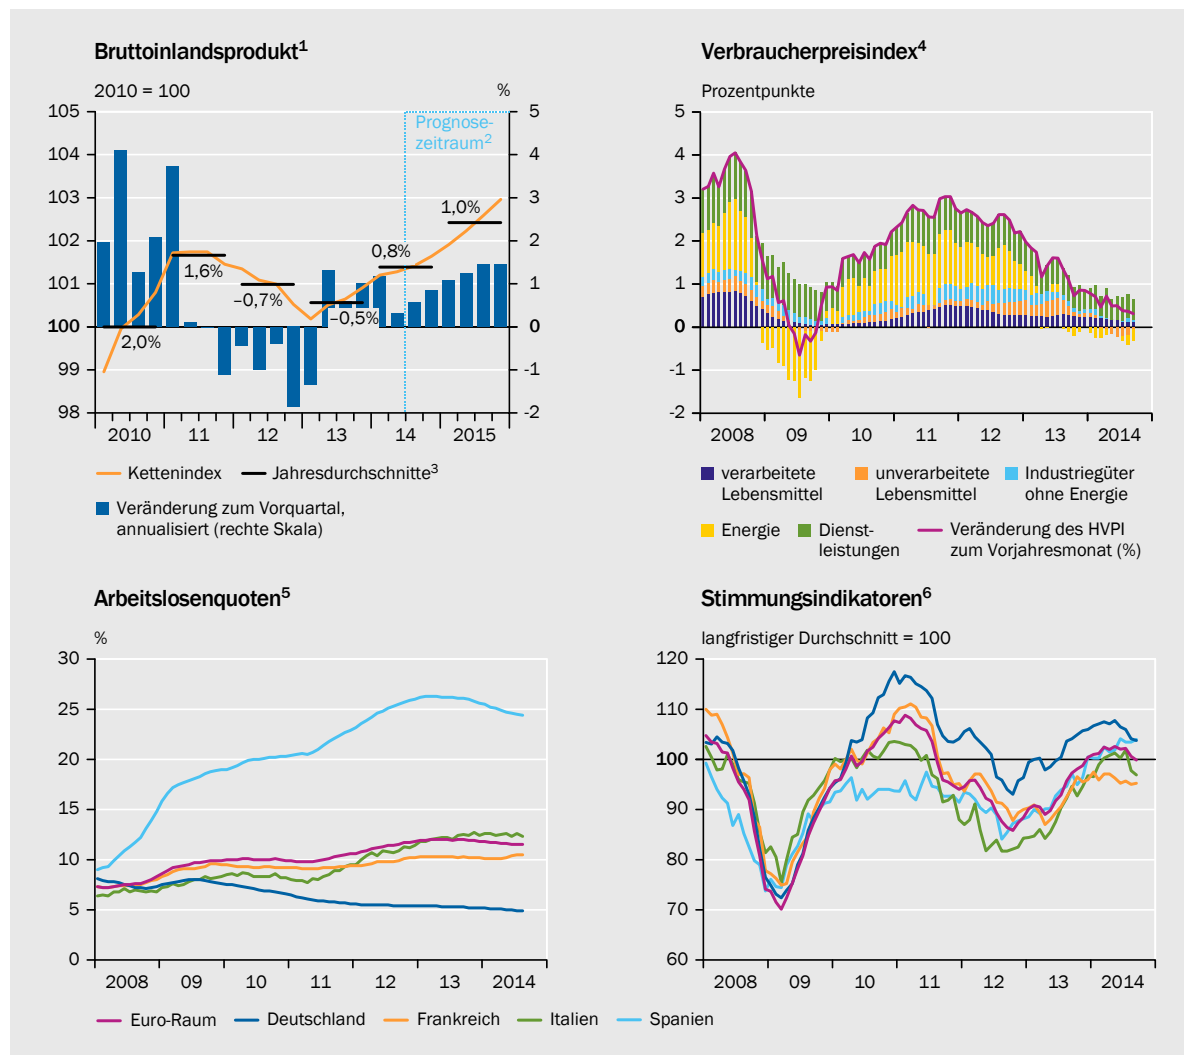 Bruttoinlandsprodukt1
2010 = 100
%
105
104
103
102
101
100
99
98
5
4
3
2
1
0
-1
-2
Prognose-
zeitraum2
2,0%
1,6%
–0,7%
–0,5%
0,8%
1,0%
2010 11 12 13 14 2015
Kettenindex Jahresdurchschnitte3
Veränderung zum Vorquartal,
annualisiert (rechte Skala)
Verbraucherpreisindex4
Prozentpunkte
5
4
3
2
1
0
-1
-2
2008 09 10 11 12 13 2014
verarbeitete
Lebensmittel
unverarbeitete
Lebensmittel
Industriegüter
ohne Energie
Energie
Dienst-
leistungen
Veränderung des HVPI
zum Vorjahresmonat (%)
Arbeitslosenquoten5
%
30
25
20
15
10
5
0
2008 09 10 11 12 13 2014
Stimmungsindikatoren6
langfristiger Durchschnitt = 100
120
110
100
90
80
70
60
2008 09 10 11 12 13 2014
Euro-Raum Deutschland Frankreich Italien Spanien